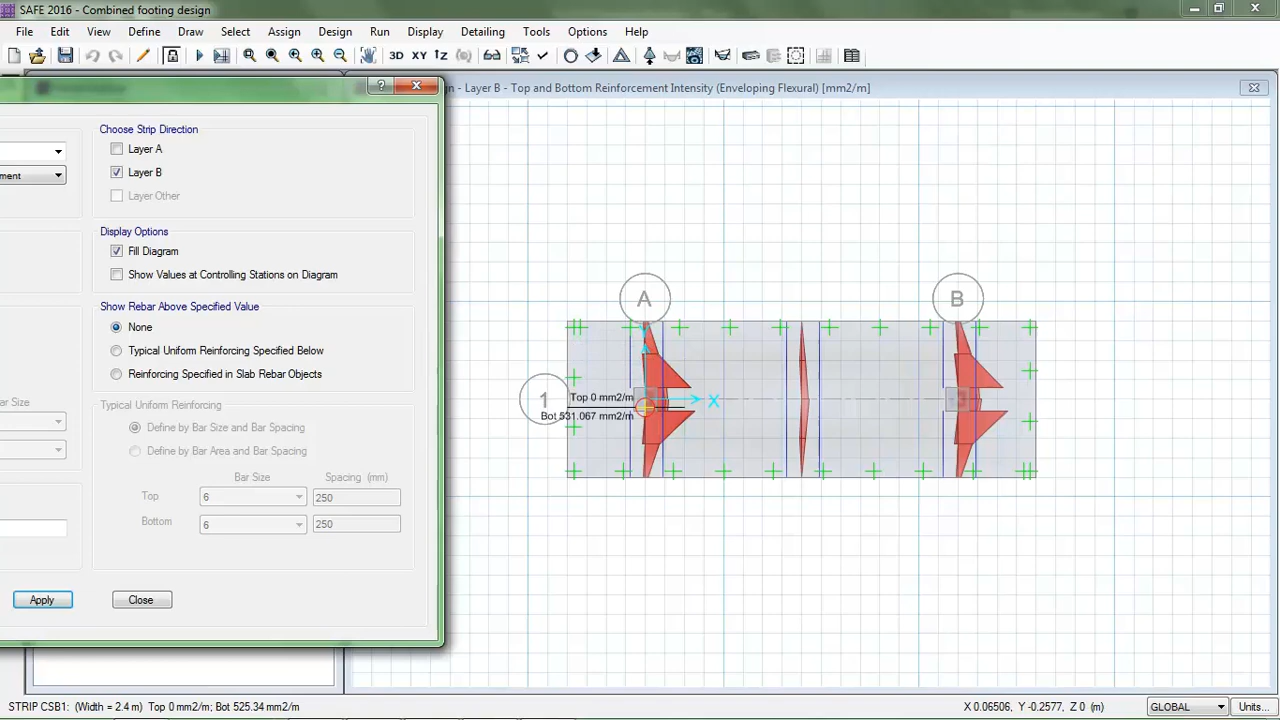 SAFE 2016 - Combined footing design
File Edit View Define Draw Select Assign Design Run Display Detailing Tools Options Help
3D XY
n - Layer B - Top and Bottom Reinforcement Intensity (Enveloping Flexural) [mm2/m]
?
Choose Strip Direction
Layer A
Layer B
ment
Layer Other
Display Options
Fill Diagram
Show Values at Controlling Stations on Diagram
Show Rebar Above Specified Value
None
Typical Uniform Reinforcing Specified Below
Reinforcing Specified in Slab Rebar Objects
ar Size
Typical Uniform Reinforcing
Define by Bar Size and Bar Spacing
Define by Bar Area and Bar Spacing
Bar Size Spacing (mm)
Top 6 250
Bottom 6 250
Apply Close
A B
1
Top 0 mm2/m
Bot 531.067 mm2/m
X
STRIP CSB1: (Width = 2.4 m) Top 0 mm2/m; Bot 525.34 mm2/m
X 0.06506, Y -0.2577, Z 0 (m)
GLOBAL
Units...